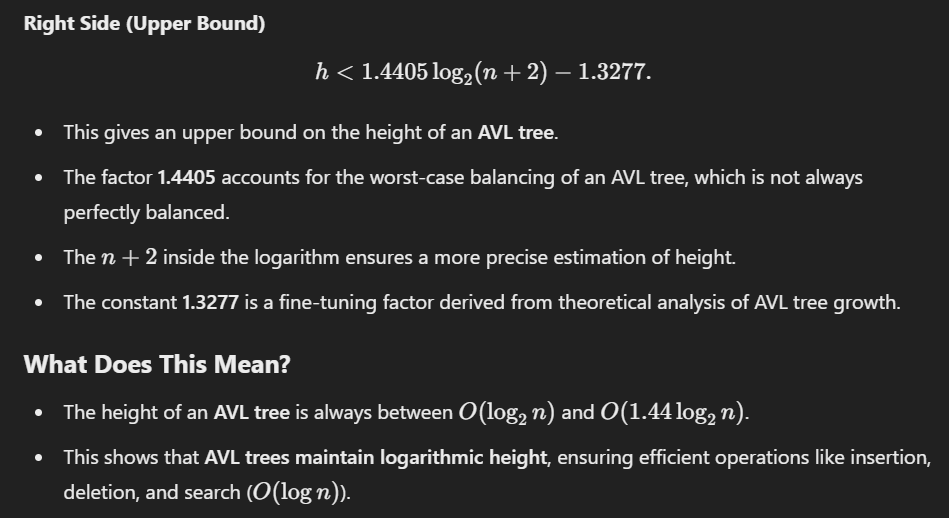 Right Side (Upper Bound)
h < 1.4405 log₂(n + 2) − 1.3277.
• This gives an upper bound on the height of an AVL tree.
• The factor 1.4405 accounts for the worst-case balancing of an AVL tree, which is not always
perfectly balanced.
• The n + 2 inside the logarithm ensures a more precise estimation of height.
• The constant 1.3277 is a fine-tuning factor derived from theoretical analysis of AVL tree growth.
What Does This Mean?
• The height of an AVL tree is always between O(log₂ n) and O(1.44 log₂ n).
• This shows that AVL trees maintain logarithmic height, ensuring efficient operations like insertion,
deletion, and search (O(log n)).